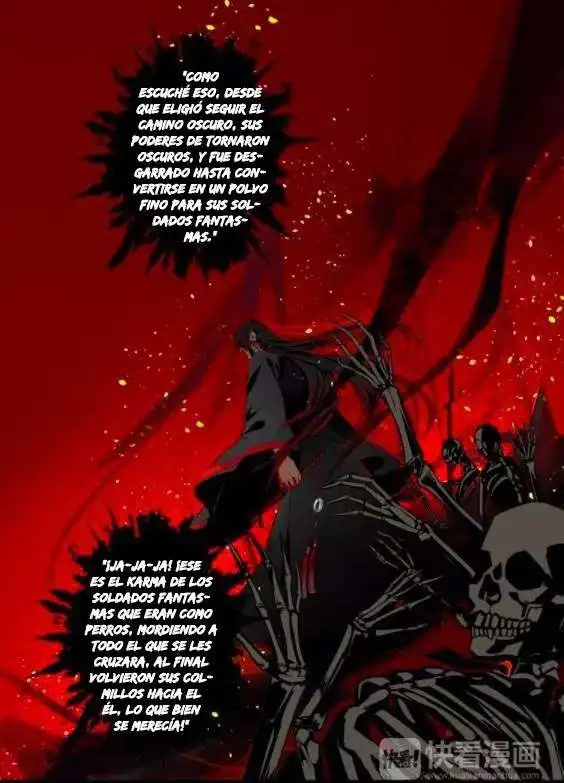 "COMO
ESCUCHÉ ESO, DESDE
QUE ELIGIÓ SEGUIR EL
CAMINO OSCURO, SUS
PODERES DE TORNARON
OSCUROS, Y FUE DES-
GARRADO HASTA CON-
VERTIRSE EN UN POLVO
FINO PARA SUS SOL-
DADOS FANTAS-
MAS."
"¡JA-JA-JA! ¡ESE
ES EL KARMA DE LOS
SOLDADOS FANTAS-
MAS QUE ERAN COMO
PERROS, MORDIENDO A
TODO EL QUE SE LES
CRUZARA, AL FINAL
VOLVIERON SUS COL-
MILLOS HACIA EL
ÉL, LO QUE BIEN
SE MERECÍA!"
快看漫画